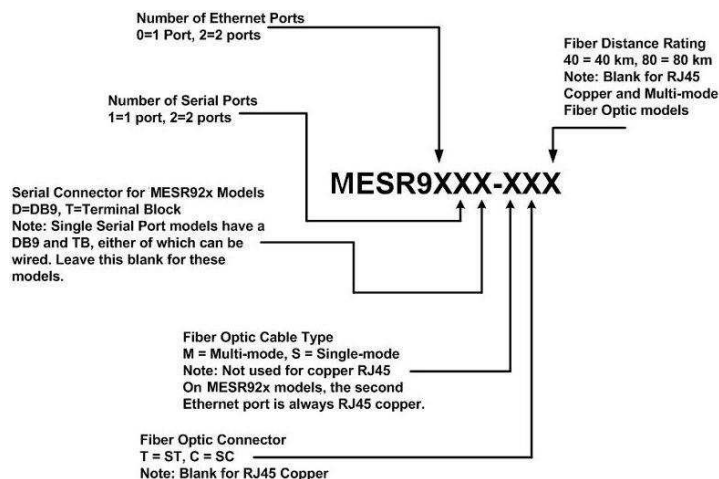 Number of Ethernet Ports
0=1 Port, 2=2 ports
Fiber Distance Rating
40 = 40 km, 80 = 80 km
Note: Blank for RJ45
Copper and Multi-mode
Fiber Optic models
Number of Serial Ports
1=1 port, 2=2 ports
MESR9XXX-XXX
Serial Connector for MESR92x Models
D=DB9, T=Terminal Block
Note: Single Serial Port models have a
DB9 and TB, either of which can be
wired. Leave this blank for these
models.
Fiber Optic Cable Type
M = Multi-mode, S = Single-mode
Note: Not used for copper RJ45
On MESR92x models, the second
Ethernet port is always RJ45 copper.
Fiber Optic Connector
T = ST, C = SC
Note: Blank for RJ45 Copper